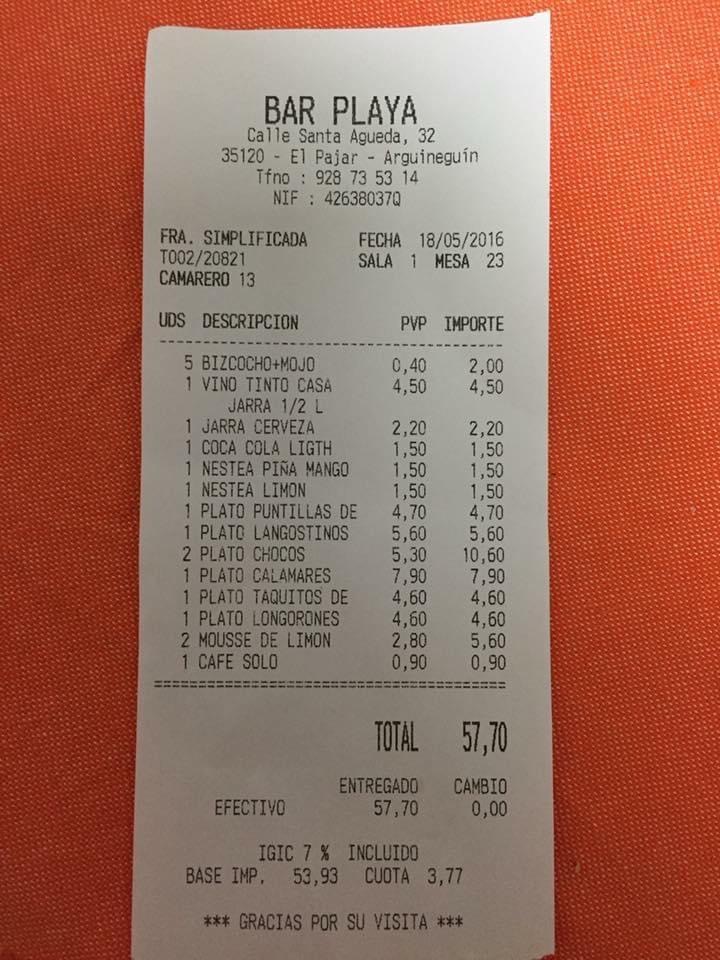 BAR PLAYA
Calle Santa Agueda, 32
35120 - El Pajar - Arguineguín
Tfno : 928 73 53 14
NIF : 42638037Q
FRA. SIMPLIFICADA FECHA 18/05/2016
T002/20821 SALA 1 MESA 23
CAMARERO 13
UDS DESCRIPCION PVP IMPORTE
5 BIZCOCHO+MOJO 0,40 2,00
1 VINO TINTO CASA 4,50 4,50
JARRA 1/2 L
1 JARRA CERVEZA 2,20 2,20
1 COCA COLA LIGTH 1,50 1,50
1 NESTEA PIÑA MANGO 1,50 1,50
1 NESTEA LIMON 1,50 1,50
1 PLATO PUNTILLAS DE 4,70 4,70
1 PLATO LANGOSTINOS 5,60 5,60
2 PLATO CHOCOS 5,30 10,60
1 PLATO CALAMARES 7,90 7,90
1 PLATO TAQUITOS DE 4,60 4,60
1 PLATO LONGORONES 4,60 4,60
2 MOUSSE DE LIMON 2,80 5,60
1 CAFE SOLO 0,90 0,90
TOTAL 57,70
ENTREGADO CAMBIO
EFECTIVO 57,70 0,00
IGIC 7 % INCLUIDO
BASE IMP. 53,93 CUOTA 3,77
*** GRACIAS POR SU VISITA ***